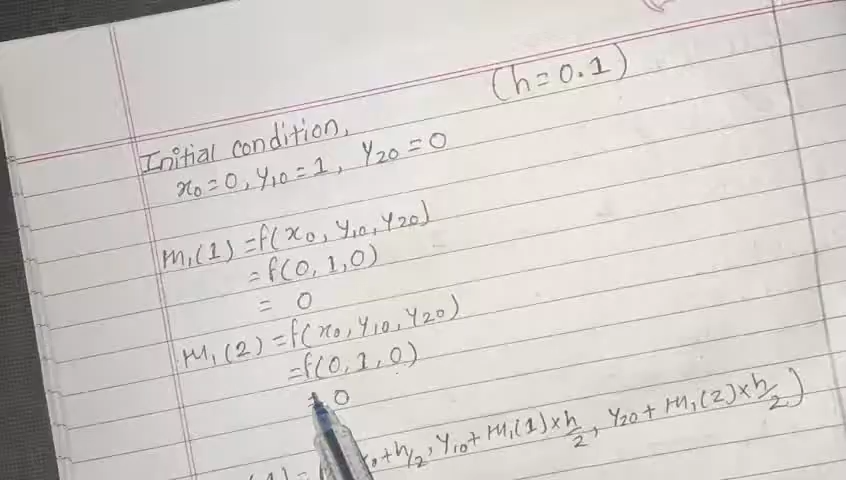 (h=0.1)
Initial condition,
x₀=0, y₁₀=1, y₂₀=0
m₁(1) = f(x₀, y₁₀, y₂₀)
= f(0, 1, 0)
= 0
m₁(2) = f(x₀, y₁₀, y₂₀)
= f(0, 1, 0)
= 0
x₀+h/2, y₁₀+m₁(1)×h/2, y₂₀+m₁(2)×h/2)